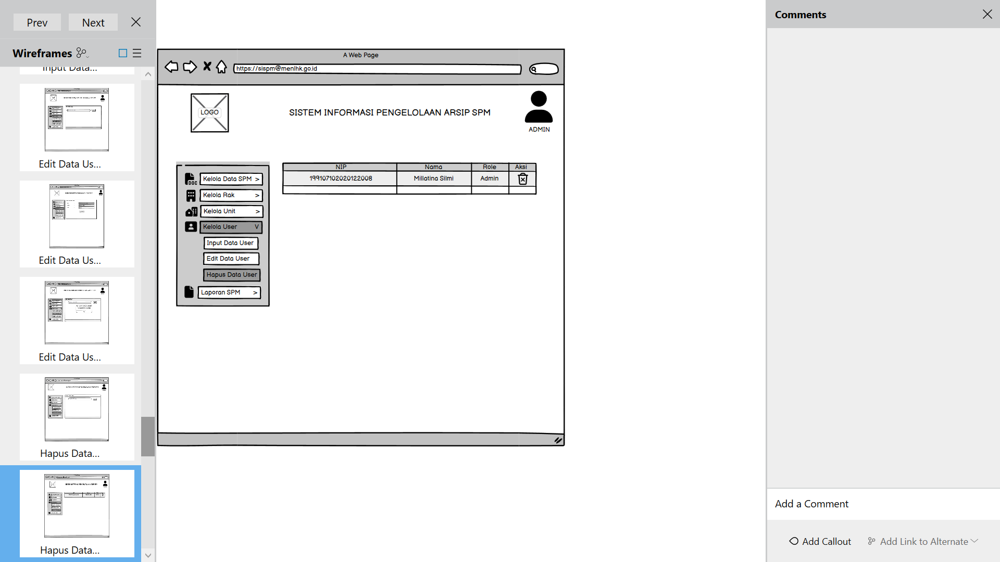 Prev
Next
Wireframes
Input Data...
Edit Data Us...
Edit Data Us...
Edit Data Us...
Hapus Data...
Hapus Data...
A Web Page
https://sispm@menlhk.go.id
LOGO
SISTEM INFORMASI PENGELOLAAN ARSIP SPM
ADMIN
DOC
Kelola Data SPM >
Kelola Rak >
Kelola Unit >
Kelola User V
Input Data User
Edit Data User
Hapus Data User
Laporan SPM >
NIP Nama Role Aksi
199107102020122008 Millatina Silmi Admin
Comments
Add a Comment
Add Callout
Add Link to Alternate